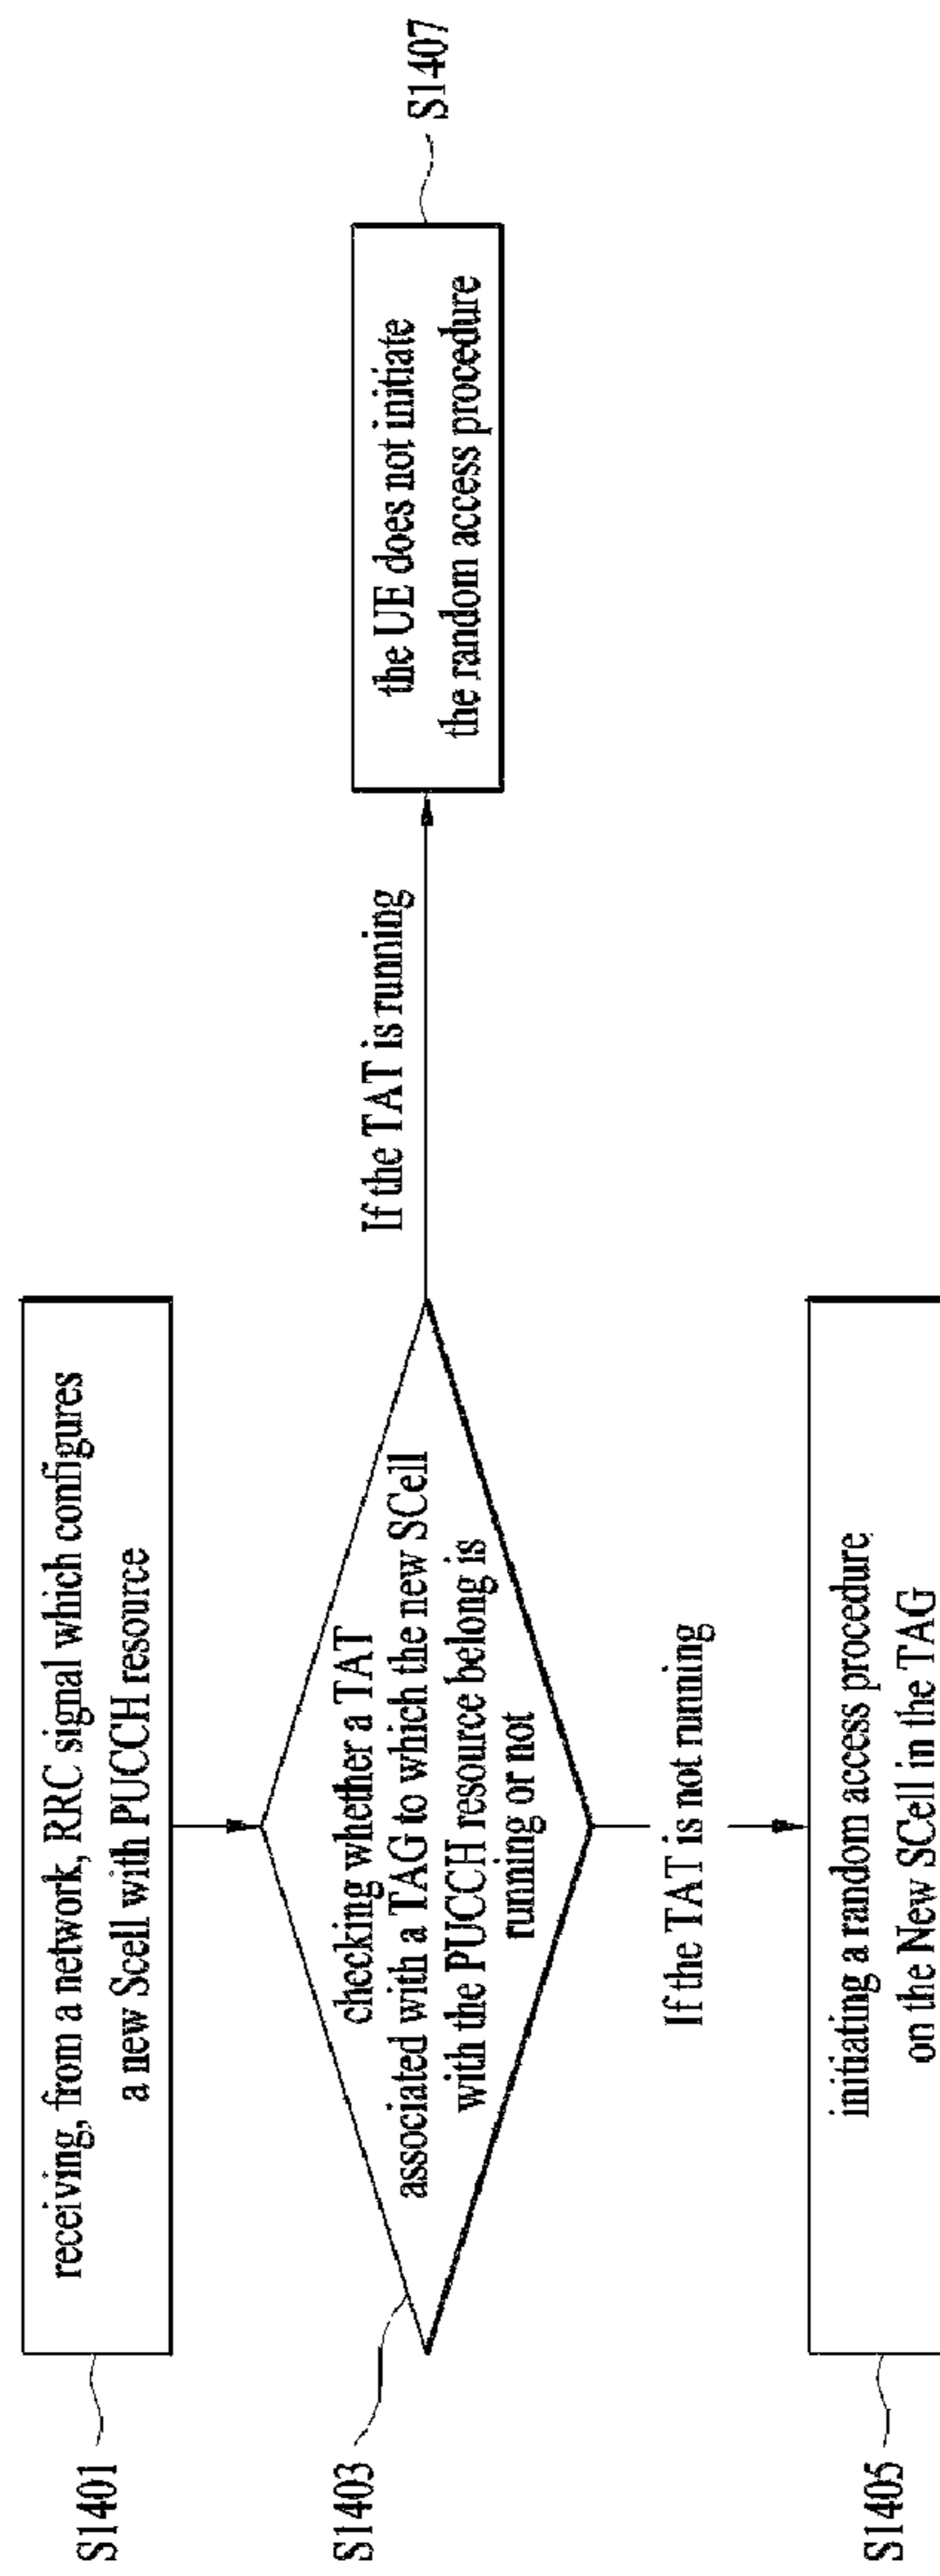 S1401
receiving, from a network, RRC signal which configures
a new Scell with PUCCH resource
S1403
checking whether a TAT
associated with a TAG to which the new SCell
with the PUCCH resource belong is
running or not
If the TAT is running
the UE does not initiate
the random access procedure
S1407
If the TAT is not running
S1405
initiating a random access procedure
on the New SCell in the TAG